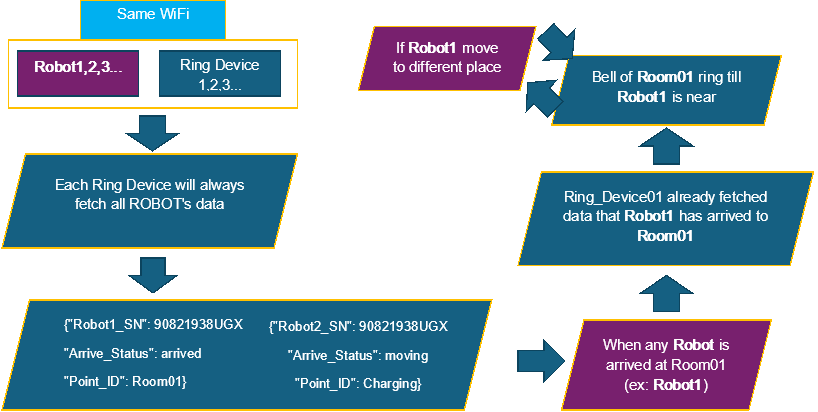 Same WiFi
Robot1,2,3...
Ring Device
1,2,3...
Each Ring Device will always
fetch all ROBOT's data
{"Robot1_SN": 90821938UGX
"Arrive_Status": arrived
"Point_ID": Room01}
{"Robot2_SN": 90821938UGX
"Arrive_Status": moving
"Point_ID": Charging}
When any Robot is
arrived at Room01
(ex: Robot1)
Ring_Device01 already fetched
data that Robot1 has arrived to
Room01
Bell of Room01 ring till
Robot1 is near
If Robot1 move
to different place